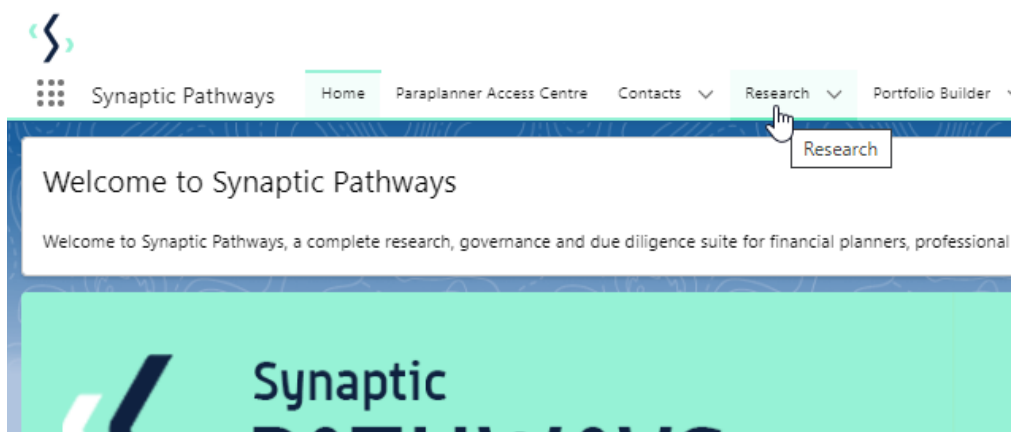 Synaptic Pathways Home Paraplanner Access Centre Contacts Research Portfolio Builder
Research
Welcome to Synaptic Pathways
Welcome to Synaptic Pathways, a complete research, governance and due diligence suite for financial planners, professional
Synaptic
PATHWAYS